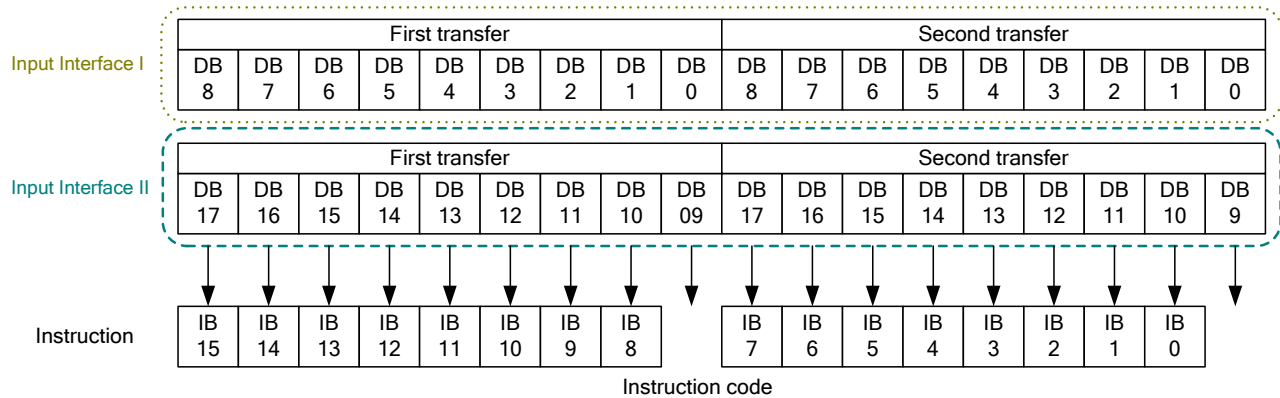 First transfer Second transfer
Input Interface I
DB DB DB DB DB DB DB DB DB DB DB DB DB DB DB DB DB DB
8 7 6 5 4 3 2 1 0 8 7 6 5 4 3 2 1 0
First transfer Second transfer
Input Interface II
DB DB DB DB DB DB DB DB DB DB DB DB DB DB DB DB DB DB
17 16 15 14 13 12 11 10 09 17 16 15 14 13 12 11 10 9
Instruction
IB IB IB IB IB IB IB IB IB IB IB IB IB IB IB IB
15 14 13 12 11 10 9 8 7 6 5 4 3 2 1 0
Instruction code